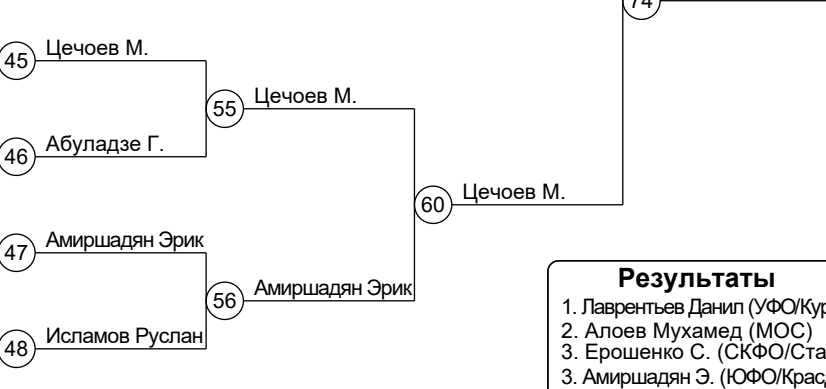 74
45 Цечоев М.
55 Цечоев М.
46 Абуладзе Г.
60 Цечоев М.
47 Амиршадян Эрик
56 Амиршадян Эрик
48 Исламов Руслан
Результаты
1. Лаврентьев Данил (УФО/Кур
2. Алоев Мухамед (МОС)
3. Ерошенко С. (СКФО/Ста
3. Амиршадян Э. (ЮФО/Крас